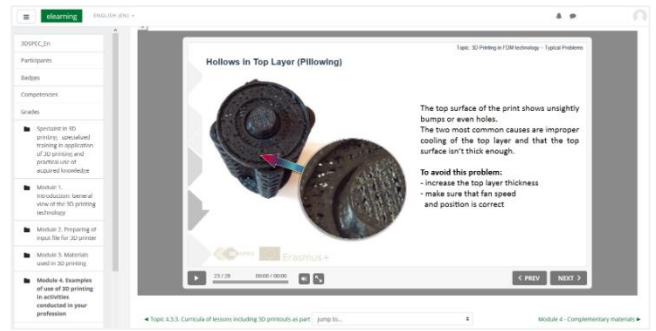 elearning
ENGLISH (EN)
3DSPEC_En
Participants
Badges
Competencies
Grades
Specialist in 3D
printing - specialized
training in application
of 3D printing and
practical use of
acquired knowledge
Module 1.
Introduction: General
view of the 3D printing
technology
Module 2. Preparing of
input file for 3D printer
Module 3. Materials
used in 3D printing
Module 4. Examples
of use of 3D printing
in activities
conducted in your
profession
Topic: 3D Printing in FDM technology – Typical Problems
Hollows in Top Layer (Pillowing)
The top surface of the print shows unsightly
bumps or even holes.
The two most common causes are improper
cooling of the top layer and that the top
surface isn't thick enough.
To avoid this problem:
- increase the top layer thickness
- make sure that fan speed
and position is correct
Erasmus+
23 / 28
00:00 / 00:00
< PREV
NEXT >
◄ Topic 4.3.3. Curricula of lessons including 3D printouts as part
Jump to...
Module 4 - Complementary materials ►